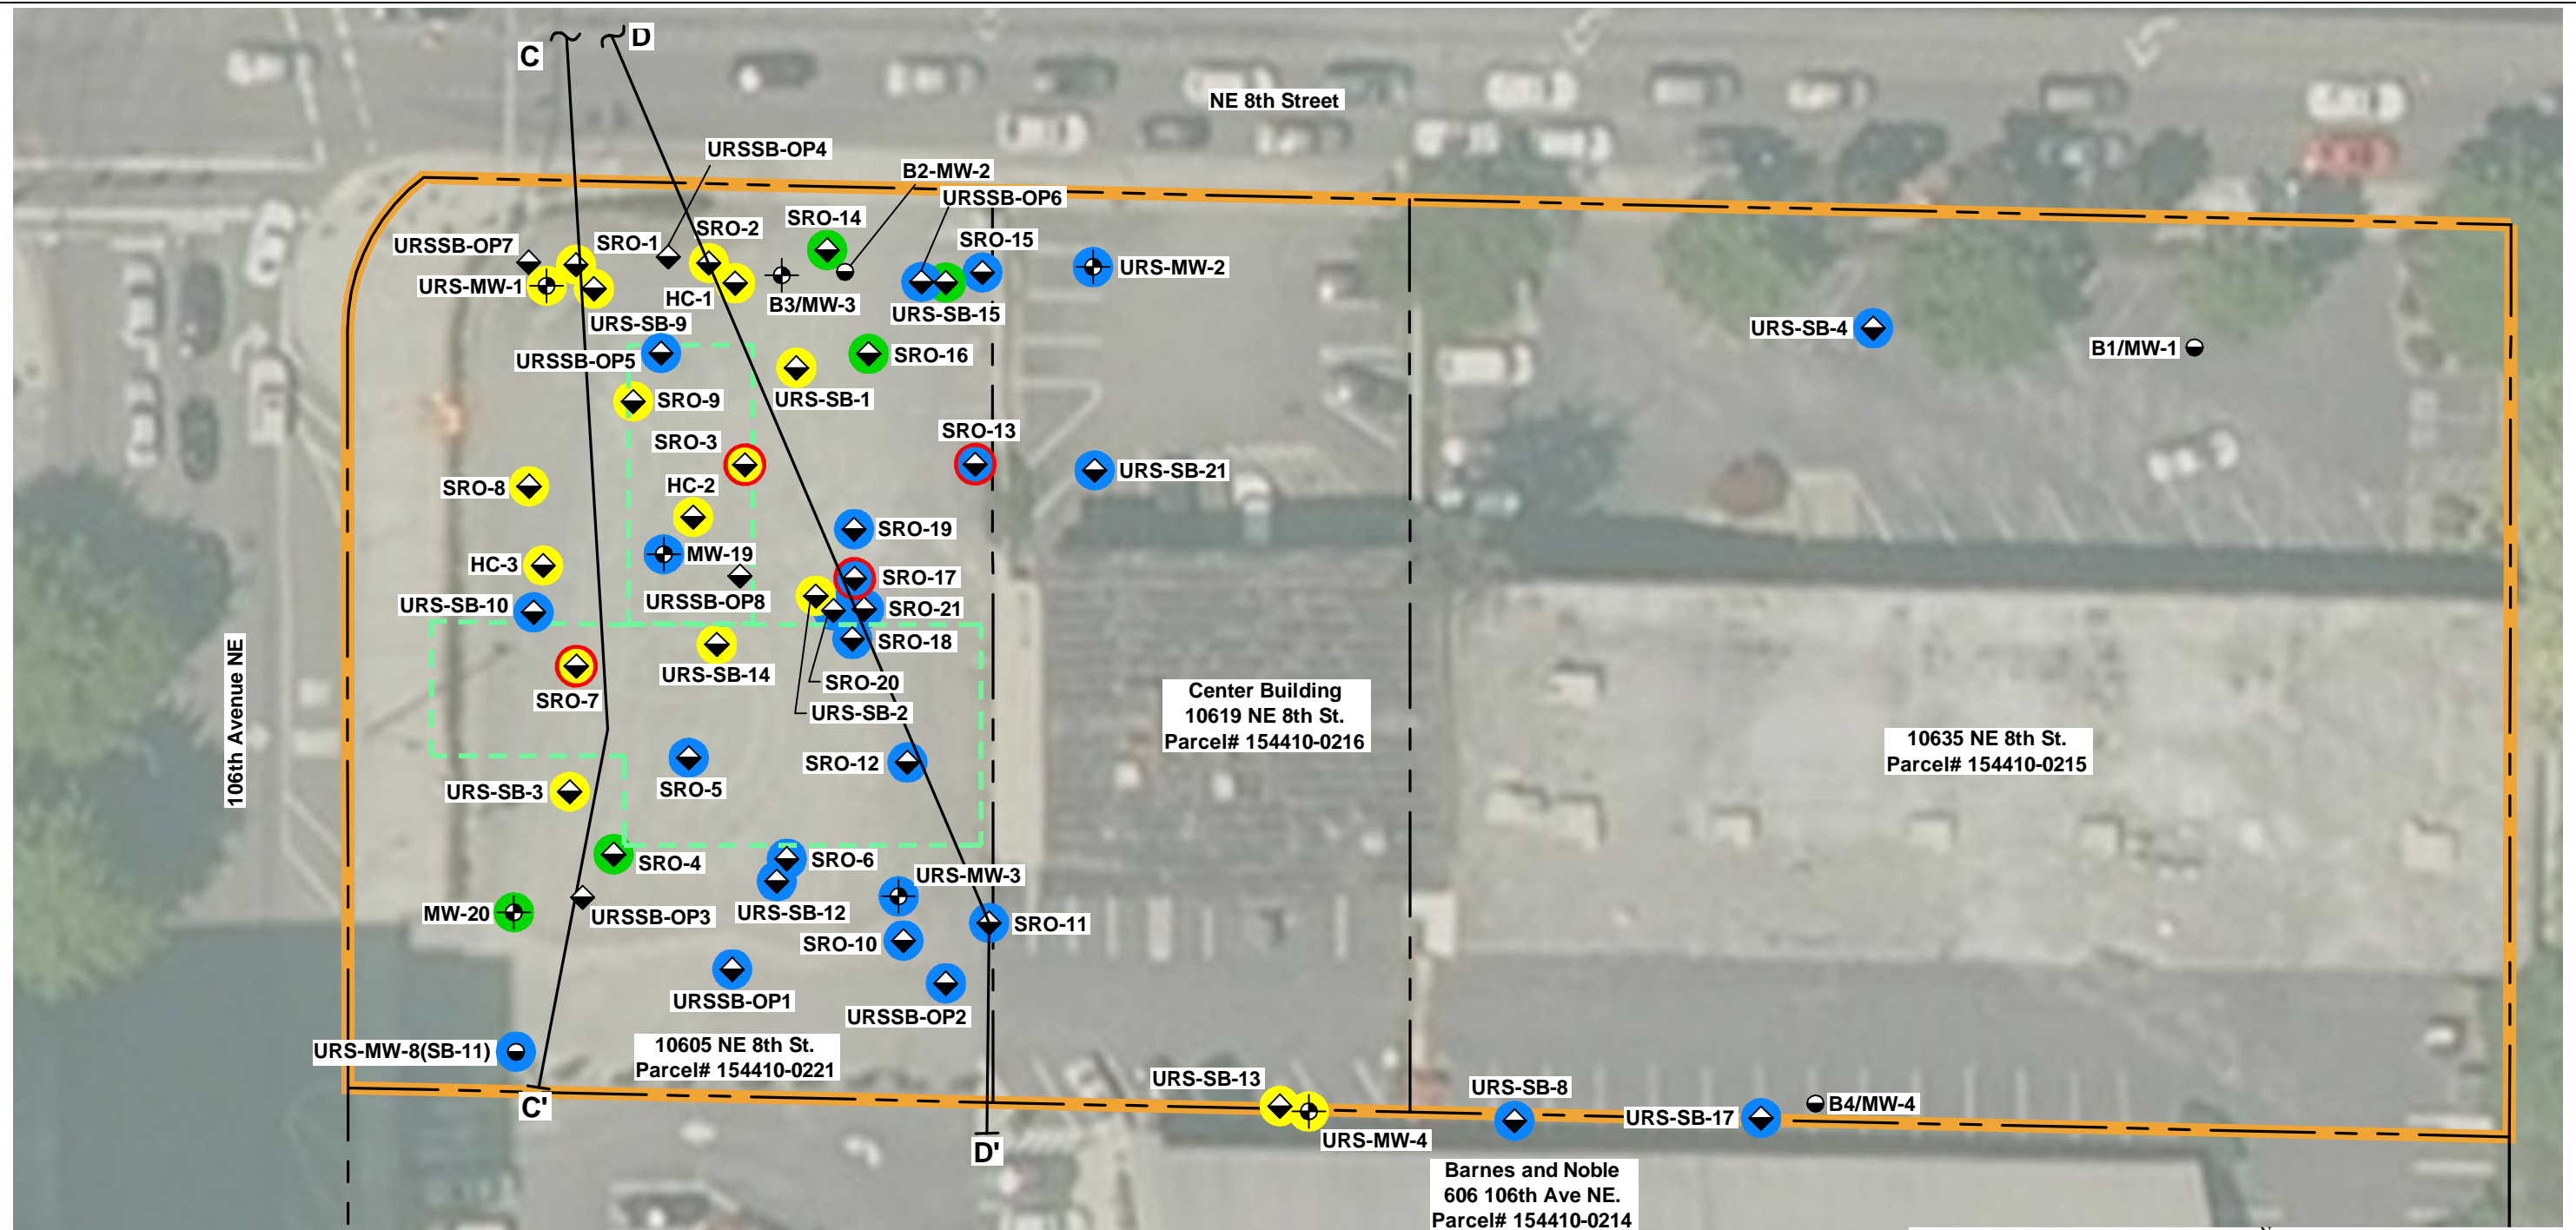 D
C
NE 8th Street
URSSB-OP4
B2-MW-2
URSSB-OP6
SRO-14
SRO-2
SRO-1
SRO-15
URSSB-OP7
URS-MW-2
URS-MW-1
HC-1
B3/MW-3
URS-SB-15
URS-SB-9
URS-SB-4
B1/MW-1
URSSB-OP5
SRO-16
URS-SB-1
SRO-9
SRO-13
SRO-3
URS-SB-21
HC-2
SRO-8
SRO-19
MW-19
HC-3
SRO-17
URSSB-OP8
URS-SB-10
SRO-21
SRO-18
URS-SB-14
SRO-20
SRO-7
URS-SB-2
106th Avenue NE
Center Building
10619 NE 8th St.
Parcel# 154410-0216
10635 NE 8th St.
Parcel# 154410-0215
SRO-12
SRO-5
URS-SB-3
SRO-4
SRO-6
URS-MW-3
MW-20
URSSB-OP3
URS-SB-12
SRO-11
SRO-10
URSSB-OP1
URSSB-OP2
URS-MW-8(SB-11)
10605 NE 8th St.
Parcel# 154410-0221
URS-SB-13
URS-SB-8
C'
B4/MW-4
URS-SB-17
URS-MW-4
D'
Barnes and Noble
606 106th Ave NE.
Parcel# 154410-0214